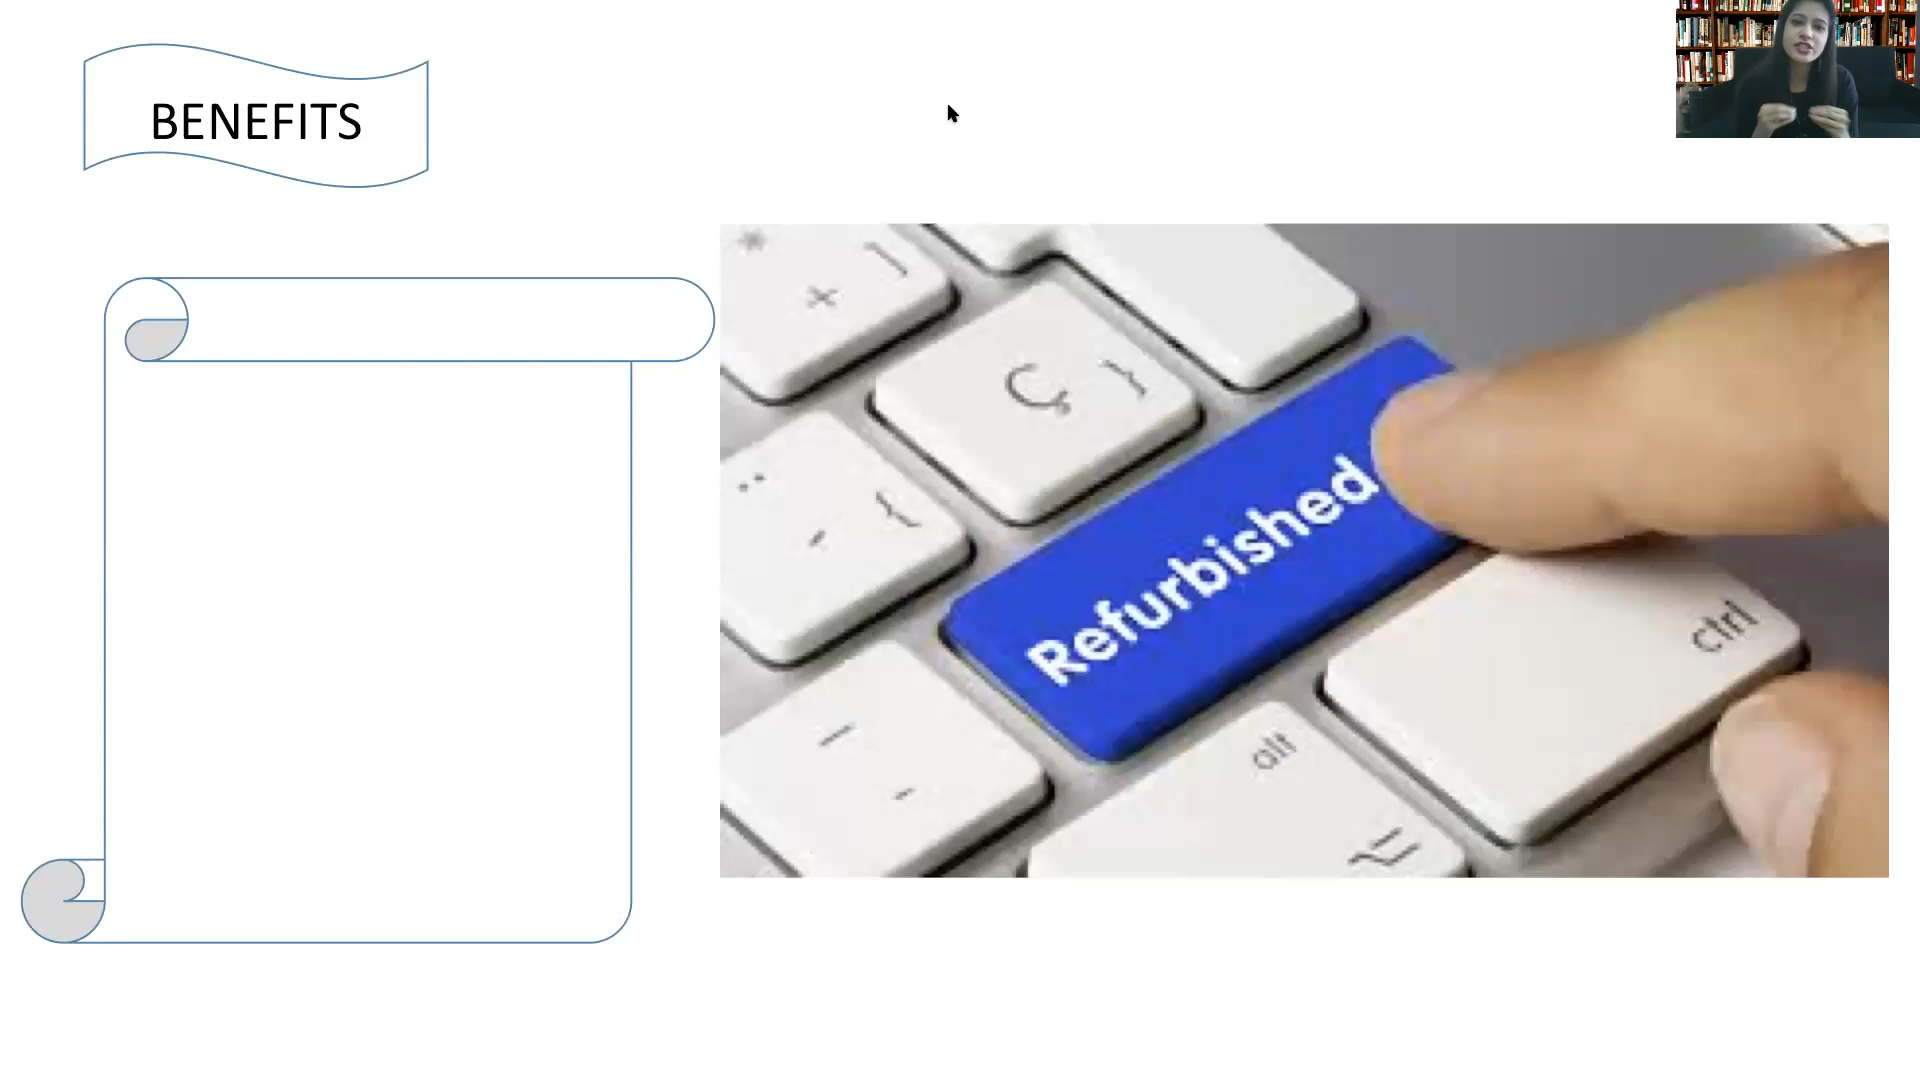 BENEFITS
*
+ ]
Ç }
¨ {
-
Refurbished
ctrl
_
-
alt
⌥